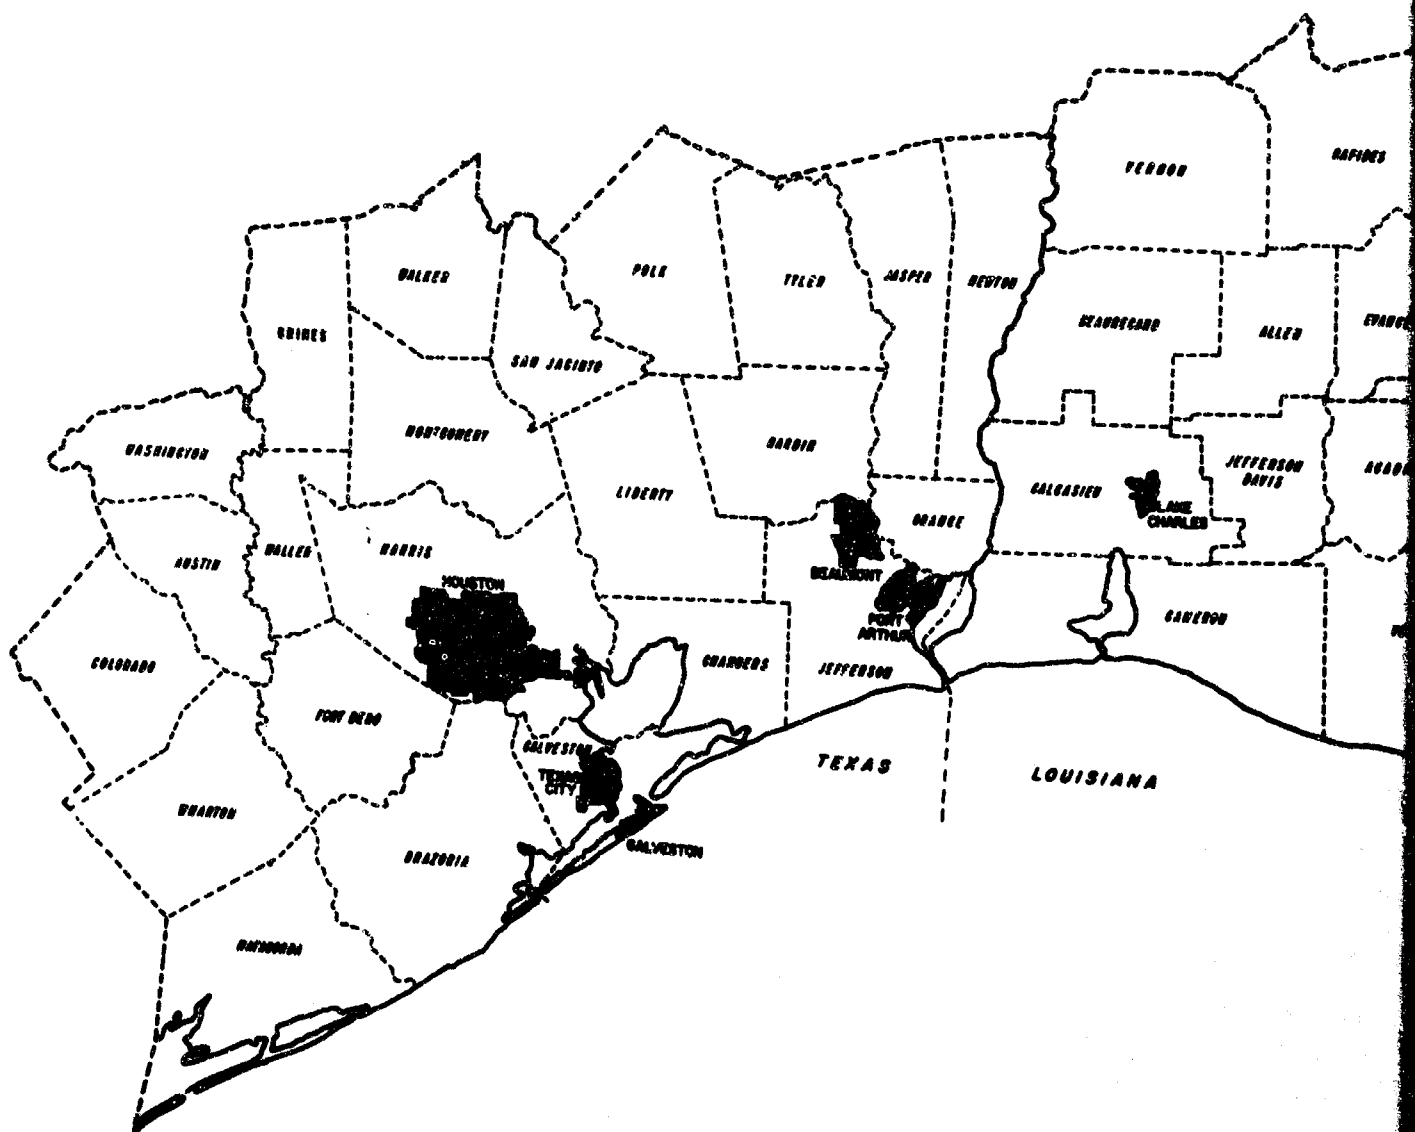 RAPIDES
VERNON
POLK
TYLER
JASPER
NEWTON
WALKER
GRIMES
SAN JACINTO
BEAUREGARD
ALLEN
EVANGE
MONTGOMERY
HARDIN
WASHINGTON
LIBERTY
CALCASIEU
JEFFERSON
DAVIS
ACAD
LAKE
CHARLES
ORANGE
AUSTIN
WALLER
HARRIS
HOUSTON
BEAUMONT
PORT
ARTHUR
CAMERON
COLORADO
CHAMBERS
JEFFERSON
FORT BEND
GALVESTON
TEXAS
CITY
TEXAS
LOUISIANA
WHARTON
BRAZORIA
GALVESTON
MATAGORDA